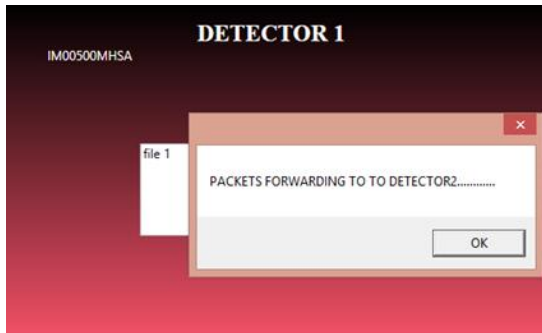 DETECTOR 1
IM00500MHSA
file 1
PACKETS FORWARDING TO TO DETECTOR2............
OK